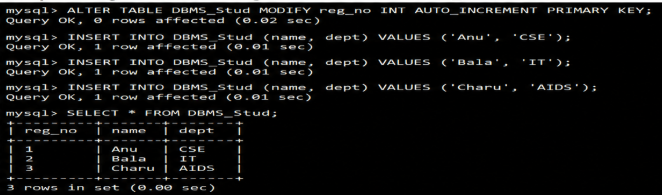 mysql> ALTER TABLE DBMS_Stud MODIFY reg_no INT AUTO_INCREMENT PRIMARY KEY;
Query OK, 0 rows affected (0.02 sec)
mysql> INSERT INTO DBMS_Stud (name, dept) VALUES ('Anu', 'CSE');
Query OK, 1 row affected (0.01 sec)
mysql> INSERT INTO DBMS_Stud (name, dept) VALUES ('Bala', 'IT');
Query OK, 1 row affected (0.01 sec)
mysql> INSERT INTO DBMS_Stud (name, dept) VALUES ('Charu', 'AIDS');
Query OK, 1 row affected (0.01 sec)
mysql> SELECT * FROM DBMS_Stud;
+--------+-------+------+
| reg_no | name | dept |
+--------+-------+------+
| 1 | Anu | CSE |
| 2 | Bala | IT |
| 3 | Charu | AIDS |
+--------+-------+------+
3 rows in set (0.00 sec)